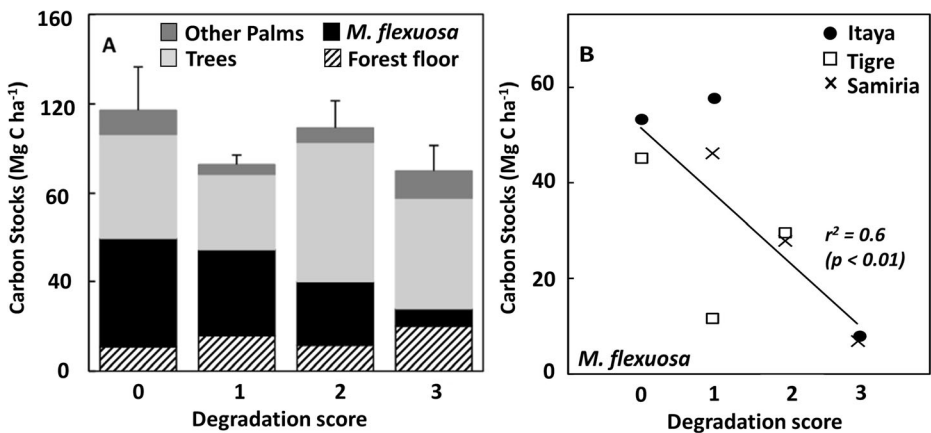 A
Other Palms
M. flexuosa
Trees
Forest floor
Carbon Stocks (Mg C ha-1)
160
120
60
40
0
0 1 2 3
Degradation score
B
Itaya
Tigre
Samiria
Carbon Stocks (Mg C ha-1)
60
40
20
0
r2 = 0.6
(p < 0.01)
M. flexuosa
0 1 2 3
Degradation score